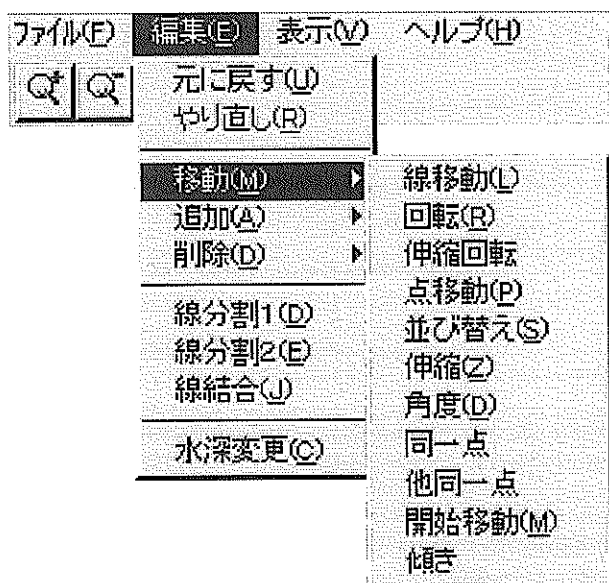 ファイル(F) 編集(E) 表示(V) ヘルプ(H)
元に戻す(U)
やり直し(R)
移動(M)
追加(A)
削除(D)
線分割1(D)
線分割2(E)
線結合(J)
水深変更(C)
線移動(L)
回転(R)
伸縮回転
点移動(P)
並び替え(S)
伸縮(Z)
角度(D)
同一点
他同一点
開始移動(M)
傾き